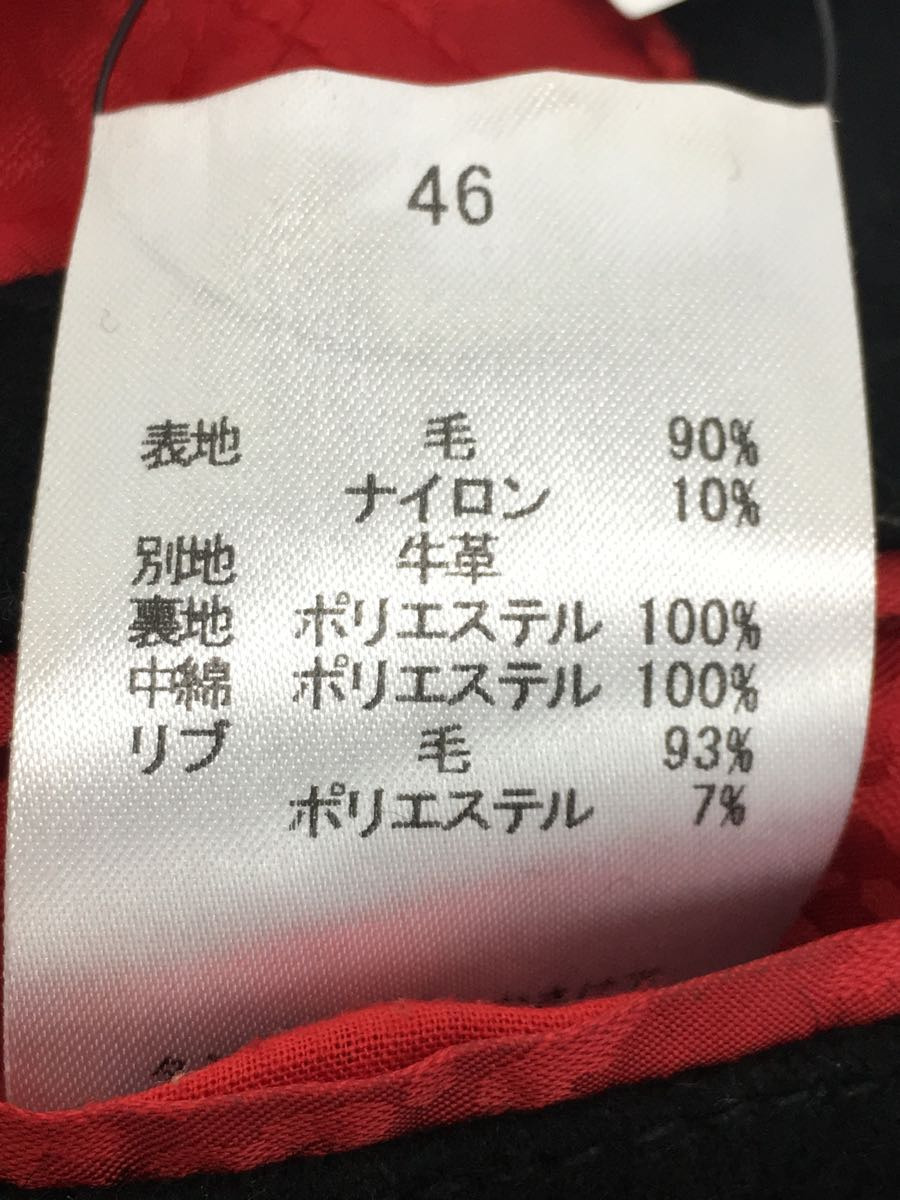 46
表地 毛 90%
ナイロン 10%
別地 牛革
裏地 ポリエステル 100%
中綿 ポリエステル 100%
リブ 毛 93%
ポリエステル 7%